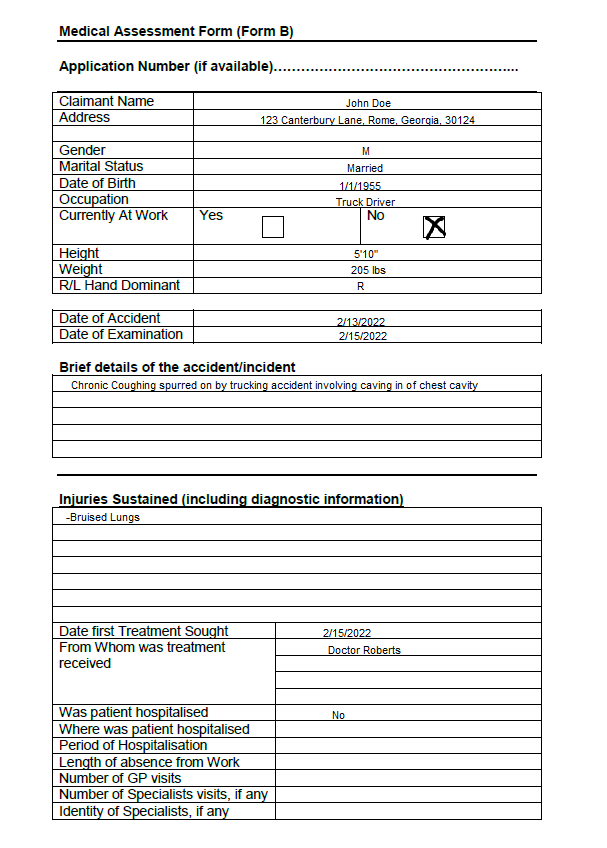 Medical Assessment Form (Form B)
Application Number (if available)……………………………………………...
Claimant Name John Doe
Address 123 Canterbury Lane, Rome, Georgia, 30124
Gender M
Marital Status Married
Date of Birth 1/1/1955
Occupation Truck Driver
Currently At Work Yes No X
Height 5'10"
Weight 205 lbs
R/L Hand Dominant R
Date of Accident 2/13/2022
Date of Examination 2/15/2022
Brief details of the accident/incident
Chronic Coughing spurred on by trucking accident involving caving in of chest cavity
Injuries Sustained (including diagnostic information)
-Bruised Lungs
Date first Treatment Sought 2/15/2022
From Whom was treatment Doctor Roberts
received
Was patient hospitalised No
Where was patient hospitalised
Period of Hospitalisation
Length of absence from Work
Number of GP visits
Number of Specialists visits, if any
Identity of Specialists, if any